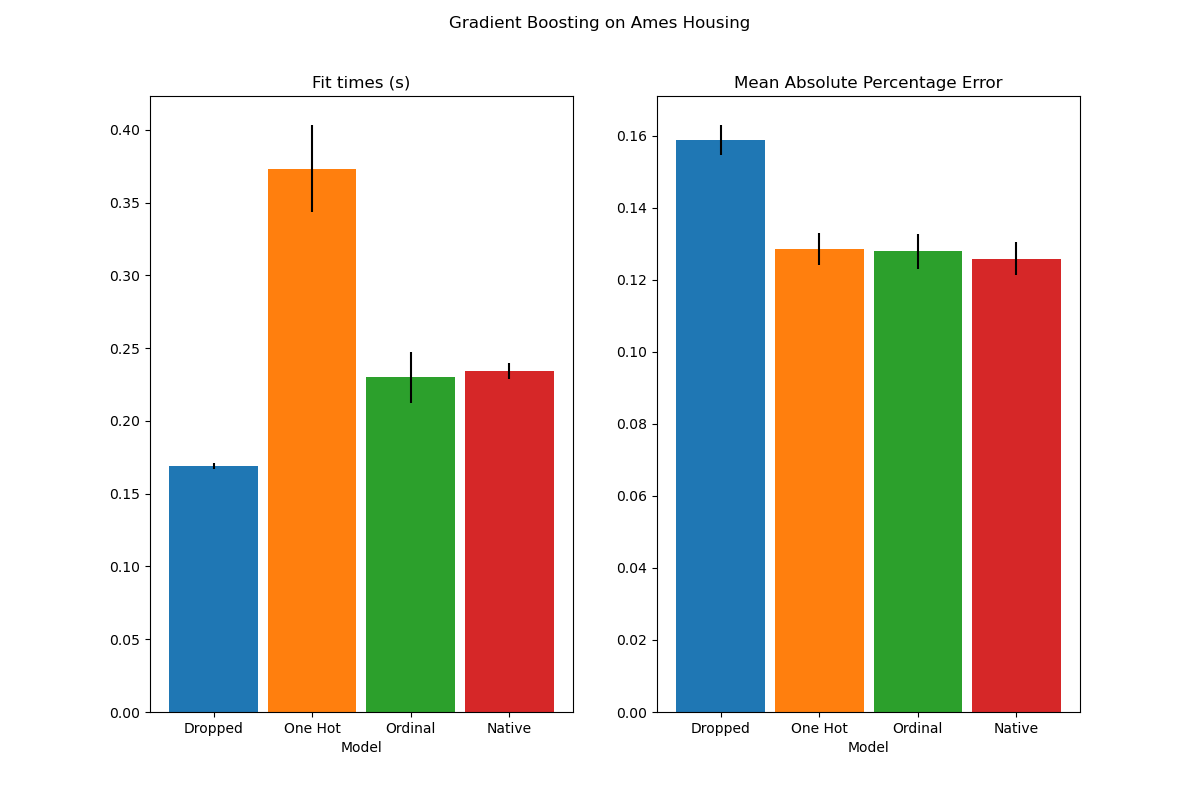 Gradient Boosting on Ames Housing
Fit times (s)
0.40
0.35
0.30
0.25
0.20
0.15
0.10
0.05
0.00
Dropped One Hot Ordinal Native
Model
Mean Absolute Percentage Error
0.16
0.14
0.12
0.10
0.08
0.06
0.04
0.02
0.00
Dropped One Hot Ordinal Native
Model